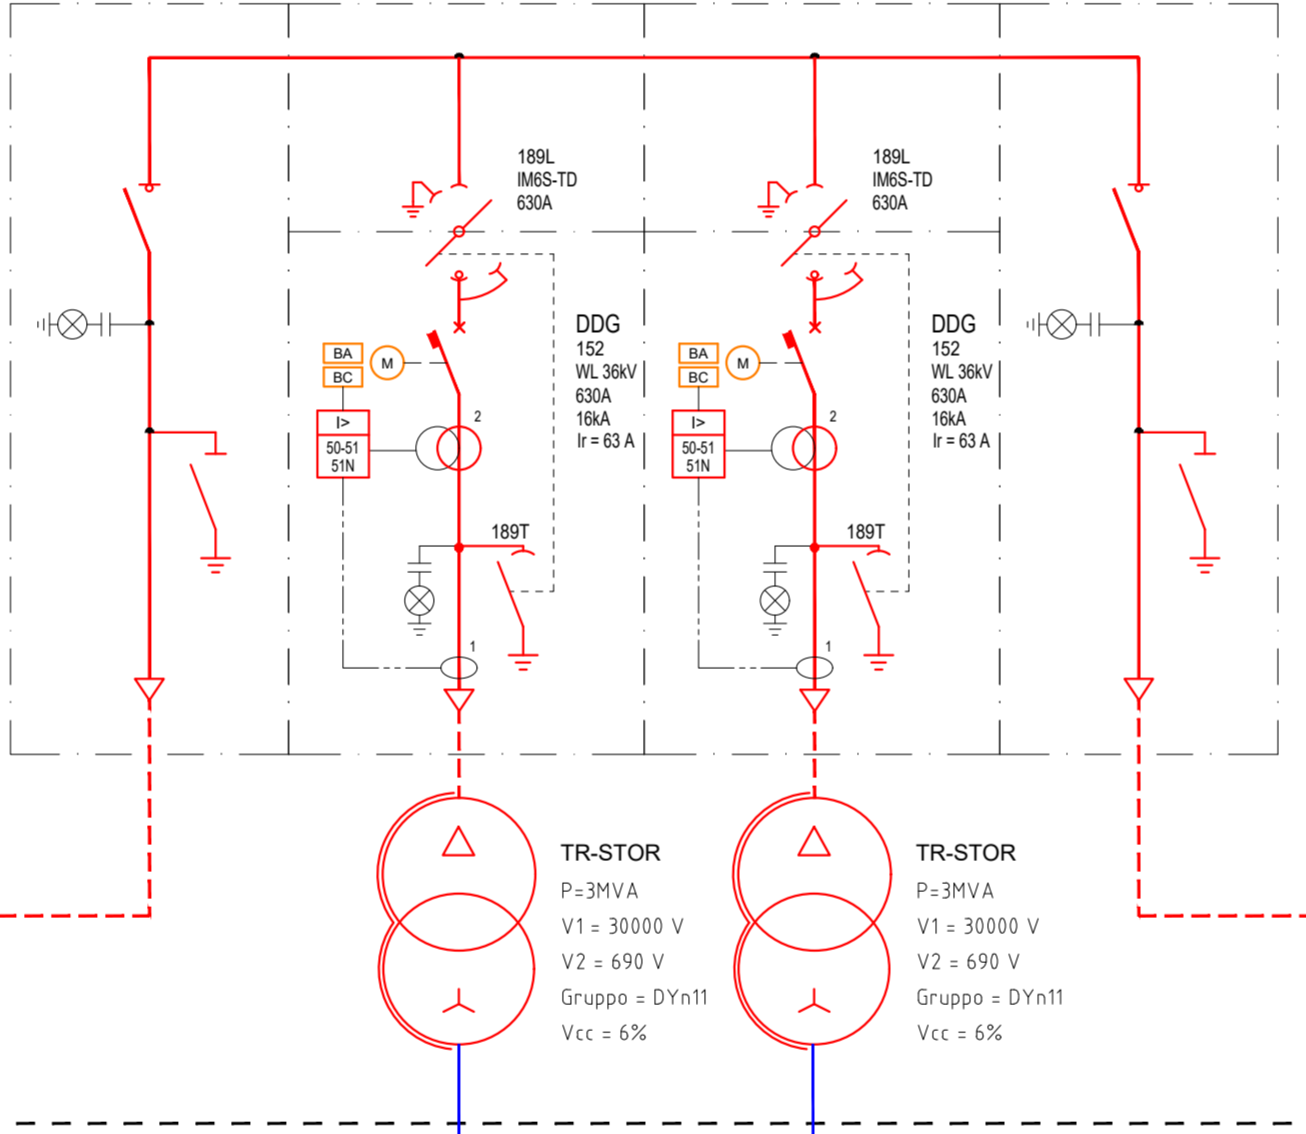 189L
IM6S-TD
630A
189L
IM6S-TD
630A
DDG
152
WL 36kV
630A
16kA
Ir = 63 A
BA
BC
M
I>
50-51
51N
2
189T
1
DDG
152
WL 36kV
630A
16kA
Ir = 63 A
BA
BC
M
I>
50-51
51N
2
189T
1
TR-STOR
P=3MVA
V1 = 30000 V
V2 = 690 V
Gruppo = DYn11
Vcc = 6%
TR-STOR
P=3MVA
V1 = 30000 V
V2 = 690 V
Gruppo = DYn11
Vcc = 6%